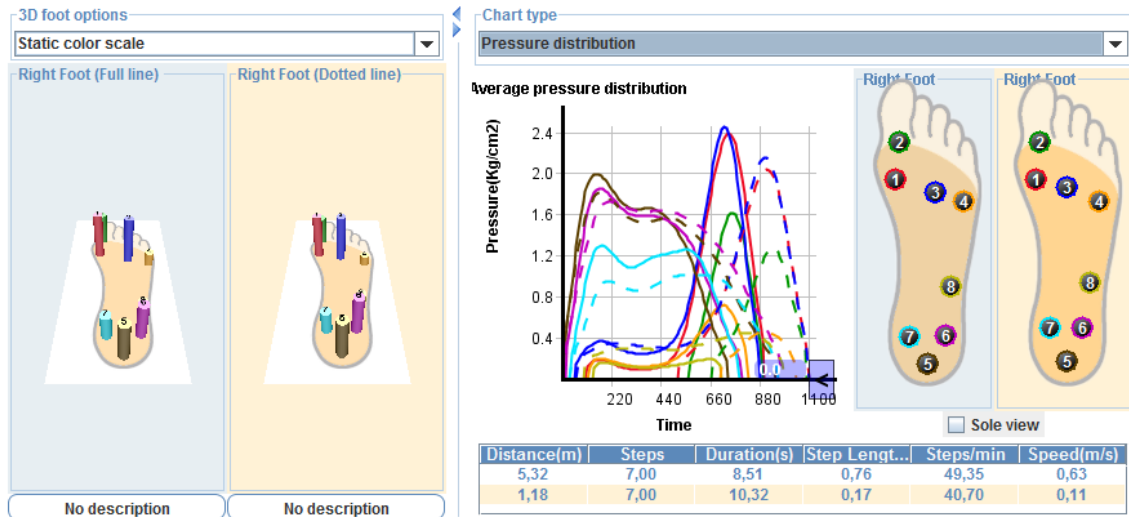 3D foot options
Static color scale
Right Foot (Full line)
Right Foot (Dotted line)
No description
No description
Chart type
Pressure distribution
Average pressure distribution
Pressure(Kg/cm2)
2.4
2.0
1.6
1.2
0.8
0.4
0.0
220 440 660 880 1100
Time
Right Foot
2
1
3
4
8
7 6
5
Right Foot
2
1
3
4
8
7 6
5
Sole view
Distance(m) Steps Duration(s) Step Lengt... Steps/min Speed(m/s)
5,32 7,00 8,51 0,76 49,35 0,63
1,18 7,00 10,32 0,17 40,70 0,11